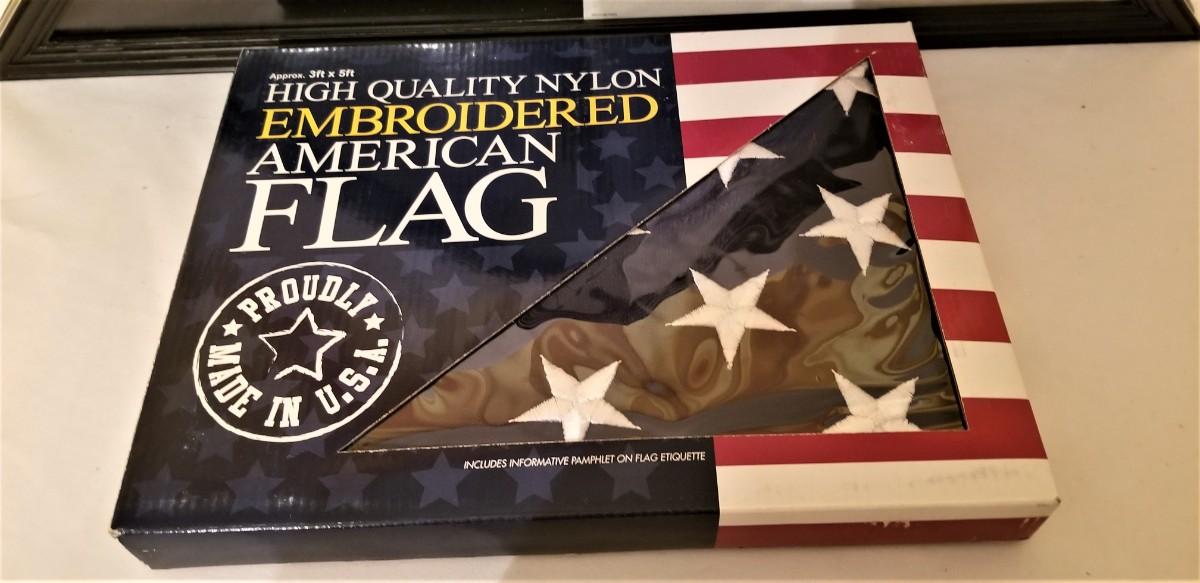 Approx. 3ft x 5ft
HIGH QUALITY NYLON
EMBROIDERED
AMERICAN
FLAG
PROUDLY
MADE IN U.S.A.
INCLUDES INFORMATIVE PAMPHLET ON FLAG ETIQUETTE